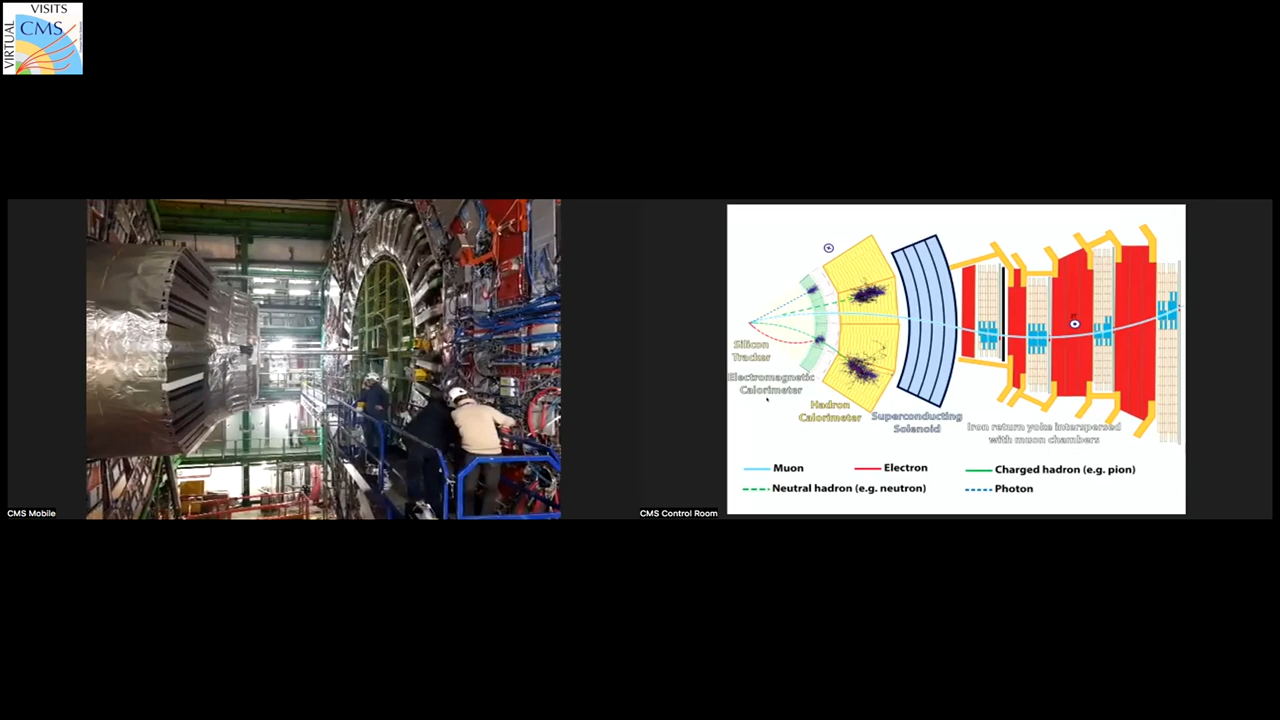 VISITS
CMS
VIRTUAL
Silicon
Tracker
Electromagnetic
Calorimeter
Hadron
Calorimeter
Superconducting
Solenoid
Iron return yoke interspersed
with muon chambers
Muon
Electron
Charged hadron (e.g. pion)
Neutral hadron (e.g. neutron)
Photon
CMS Mobile
CMS Control Room